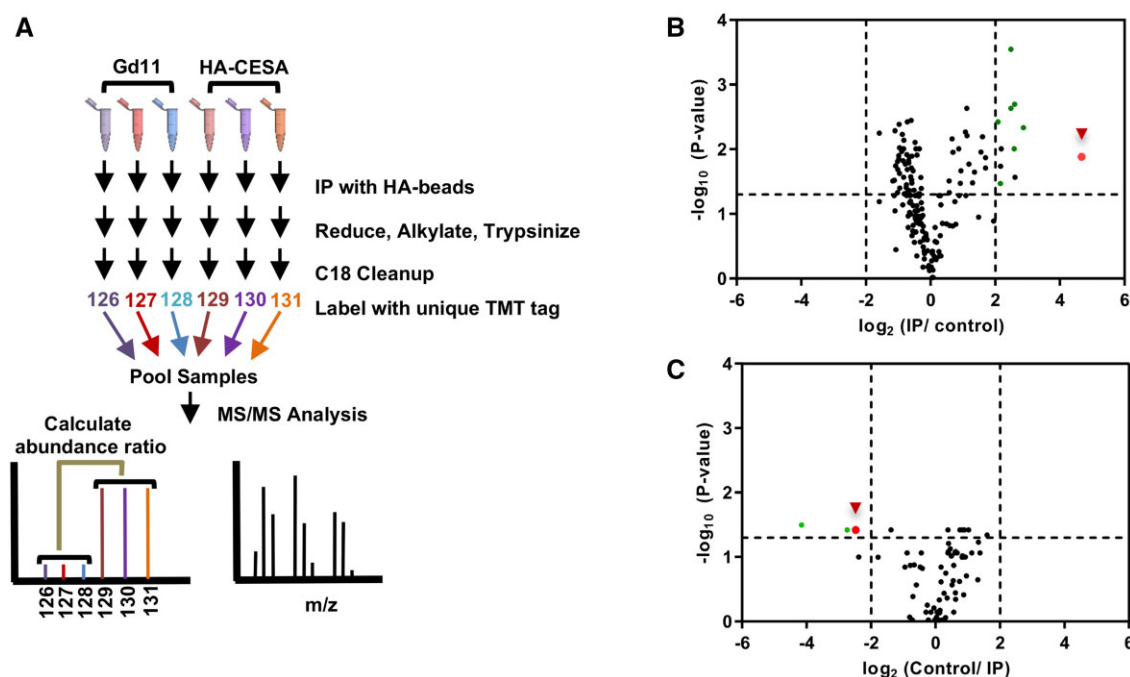 A
Gd11 HA-CESA
IP with HA-beads
Reduce, Alkylate, Trypsinize
C18 Cleanup
126 127 128 129 130 131 Label with unique TMT tag
Pool Samples
MS/MS Analysis
Calculate
abundance ratio
126 127 128 129 130 131
m/z
B
4
3
2
1
0
-log10 (P-value)
-6 -4 -2 0 2 4 6
log2 (IP/ control)
C
4
3
2
1
0
-log10 (P-value)
-6 -4 -2 0 2 4 6
log2 (Control/ IP)